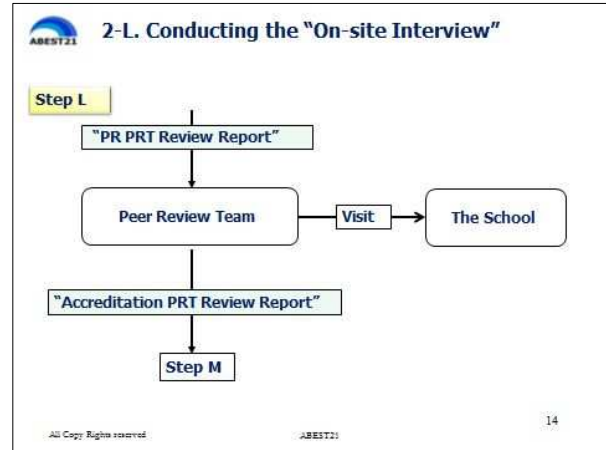 ABEST21
2-L. Conducting the “On-site Interview”
Step L
“PR PRT Review Report”
Peer Review Team
Visit
The School
“Accreditation PRT Review Report”
Step M
14
All Copy Rights reserved
ABEST21